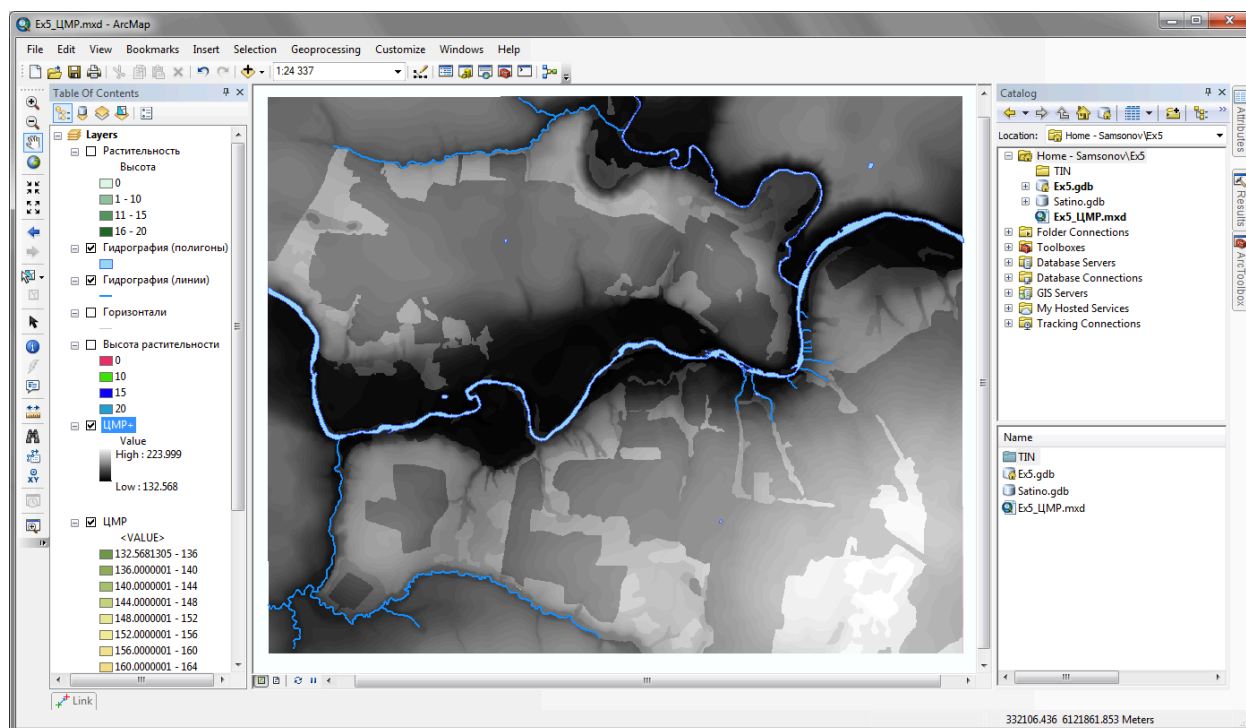 Ex5_ЦМР.mxd - ArcMap
File Edit View Bookmarks Insert Selection Geoprocessing Customize Windows Help
1:24 337
Table Of Contents
Layers
Растительность
Высота
0
1 - 10
11 - 15
16 - 20
Гидрография (полигоны)
Гидрография (линии)
Горизонтали
Высота растительности
0
10
15
20
ЦМР+
Value
High : 223.999
Low : 132.568
ЦМР
<VALUE>
132.5681305 - 136
136.0000001 - 140
140.0000001 - 144
144.0000001 - 148
148.0000001 - 152
152.0000001 - 156
156.0000001 - 160
160.0000001 - 164
Link
Catalog
Location: Home - Samsonov\Ex5
Home - Samsonov\Ex5
TIN
Ex5.gdb
Satino.gdb
Ex5_ЦМР.mxd
Folder Connections
Toolboxes
Database Servers
Database Connections
GIS Servers
My Hosted Services
Tracking Connections
Name
TIN
Ex5.gdb
Satino.gdb
Ex5_ЦМР.mxd
Attributes
Results
ArcToolbox
332106.436 6121861.853 Meters